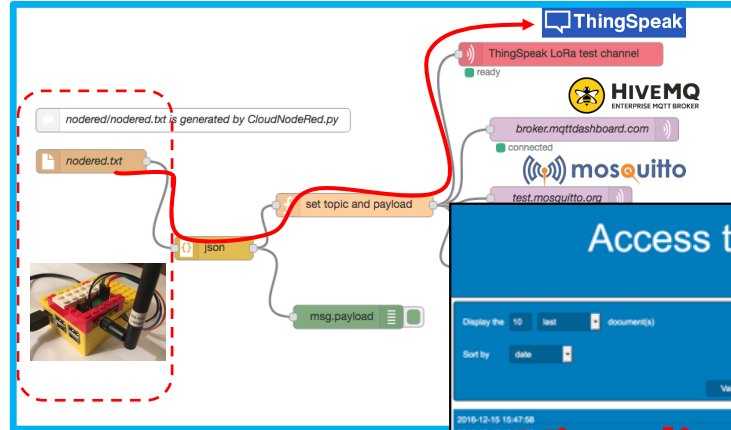 ThingSpeak
ThingSpeak LoRa test channel
ready
HIVEMQ
ENTERPRISE MQTT BROKER
nodered/nodered.txt is generated by CloudNodeRed.py
broker.mqttdashboard.com
connected
nodered.txt
mosquitto
test.mosquitto.org
set topic and payload
json
Access t
msg.payload
Display the 10 last document(s)
Sort by date
Va
2016-12-15 15:47:58